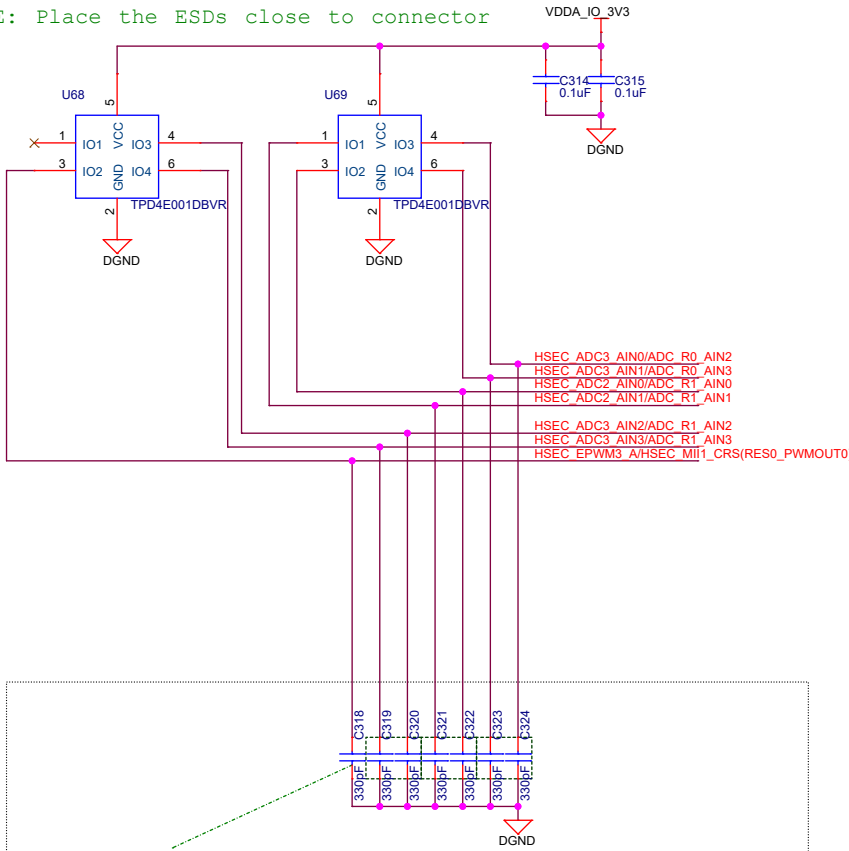 E: Place the ESDs close to connector
VDDA_IO_3V3
U68
U69
C314
0.1uF
C315
0.1uF
DGND
5
VCC
1
IO1
IO3
4
3
IO2
IO4
6
GND
2
TPD4E001DBVR
DGND
5
VCC
1
IO1
IO3
4
3
IO2
IO4
6
GND
2
TPD4E001DBVR
DGND
HSEC_ADC3_AIN0/ADC_R0_AIN2
HSEC_ADC3_AIN1/ADC_R0_AIN3
HSEC_ADC2_AIN0/ADC_R1_AIN0
HSEC_ADC2_AIN1/ADC_R1_AIN1
HSEC_ADC3_AIN2/ADC_R1_AIN2
HSEC_ADC3_AIN3/ADC_R1_AIN3
HSEC_EPWM3_A/HSEC_MII1_CRS(RES0_PWMOUT0
C318
C319
C320
C321
C322
C323
C324
330pF
330pF
330pF
330pF
330pF
330pF
330pF
DGND